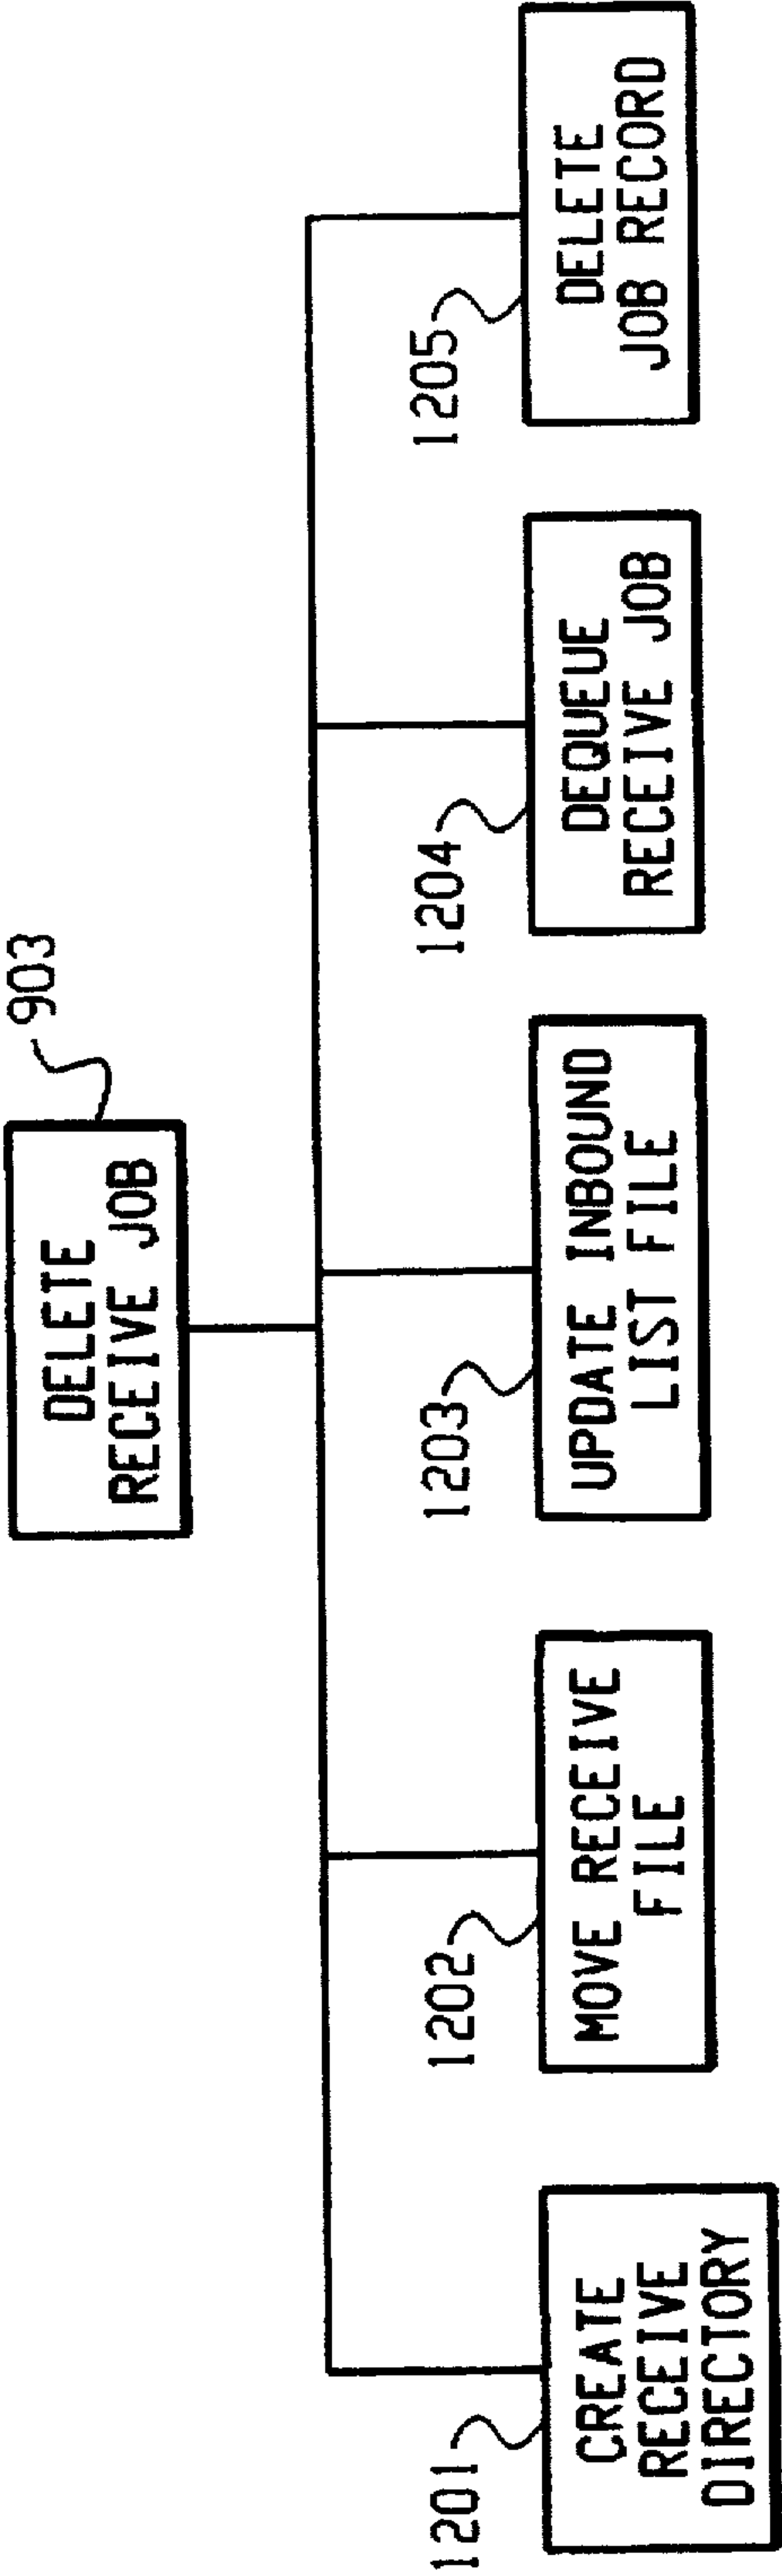 DELETE
RECEIVE JOB
903
1201
CREATE
RECEIVE
DIRECTORY
1202
MOVE RECEIVE
FILE
1203
UPDATE INBOUND
LIST FILE
1204
DEQUEUE
RECEIVE JOB
1205
DELETE
JOB RECORD